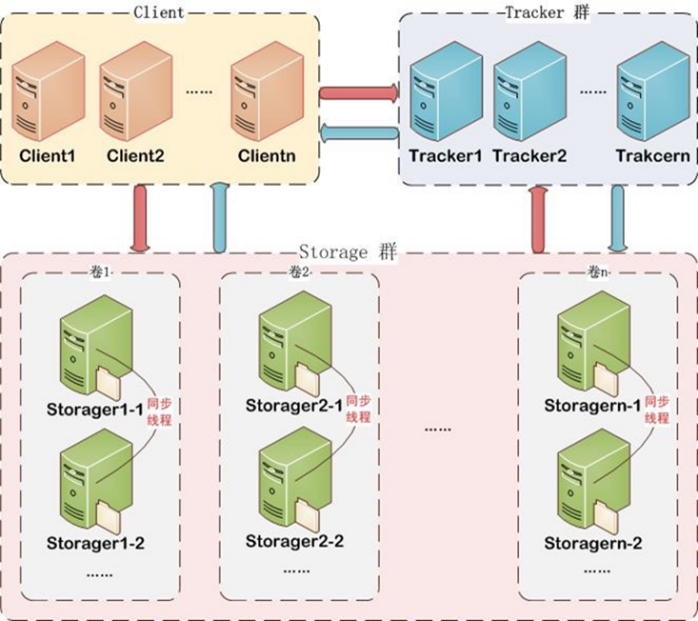 Client
Tracker 群
……
……
Client1
Client2
Clientn
Tracker1
Tracker2
Trakcern
Storage 群
卷1
卷2
卷n
Storager1-1
同步
线程
Storager2-1
同步
线程
Storagern-1
同步
线程
……
Storager1-2
Storager2-2
Storagern-2
……
……
……